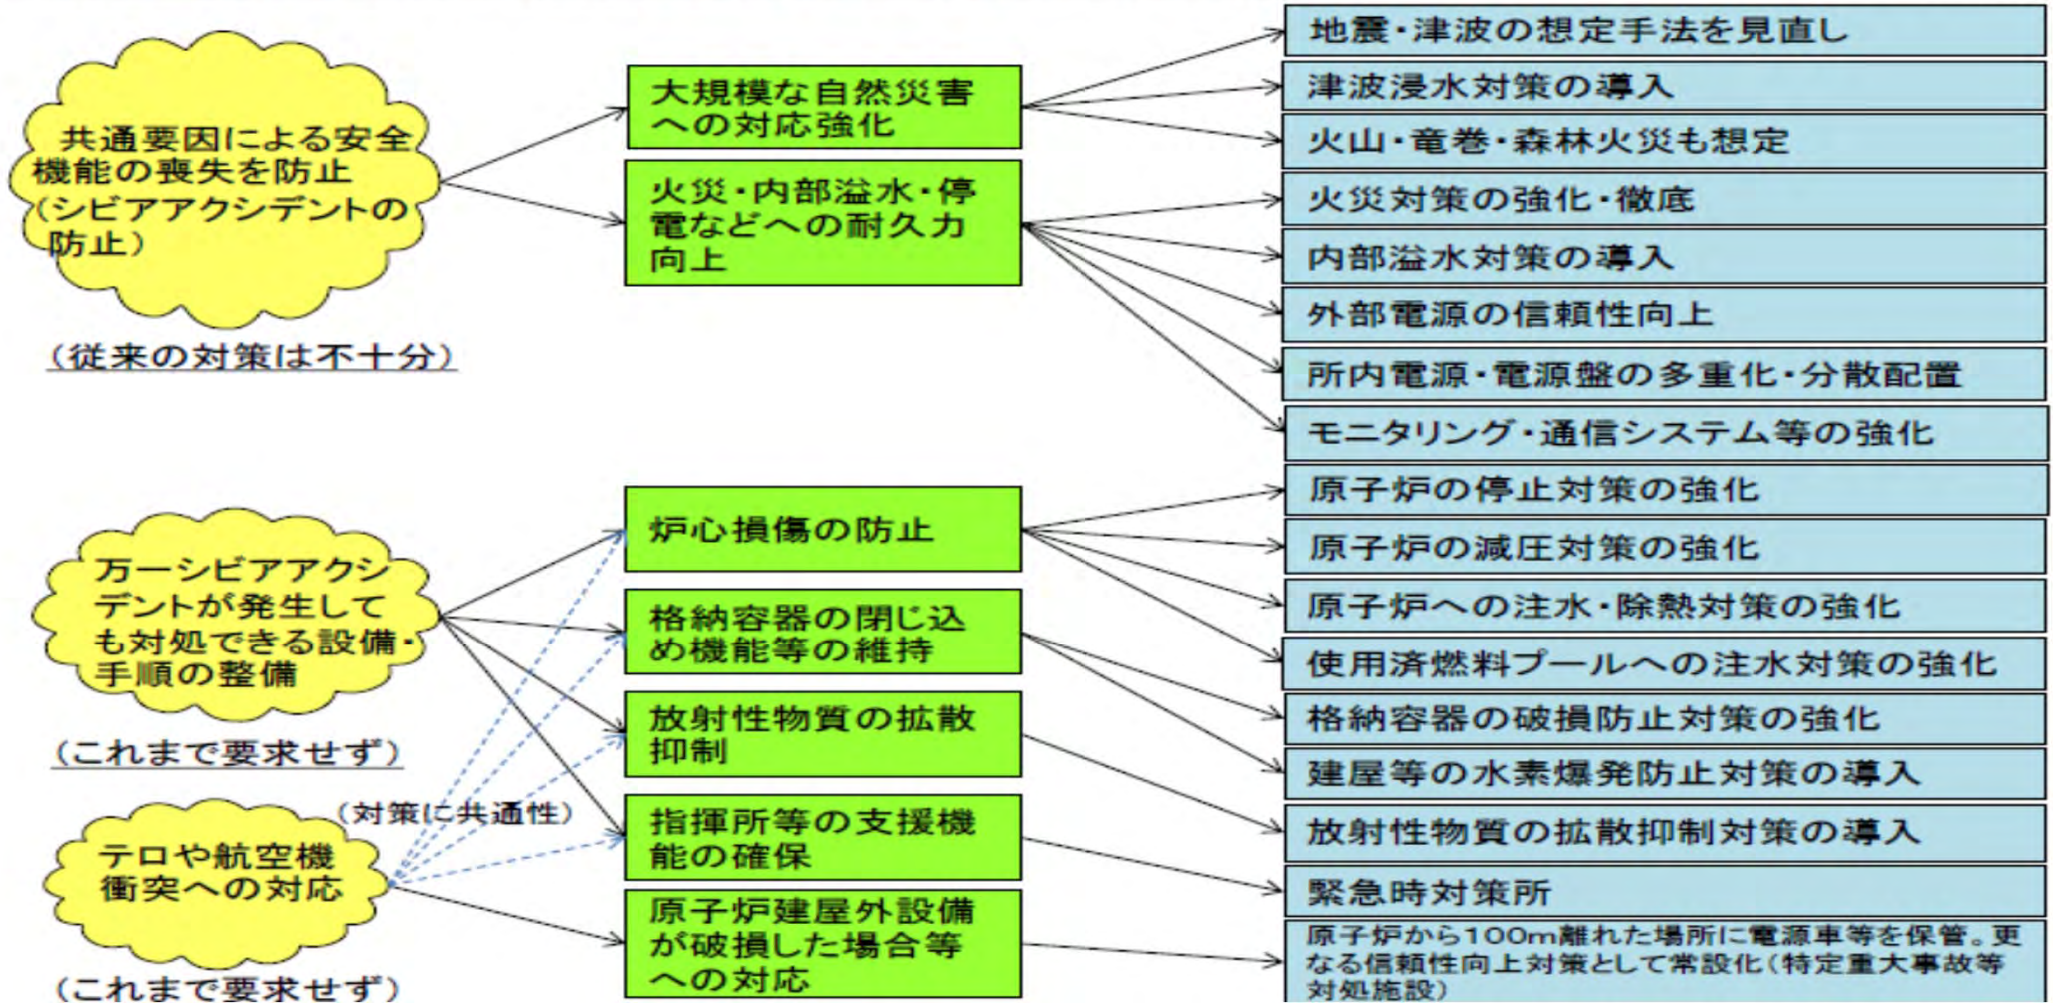 共通要因による安全
機能の喪失を防止
(シビアアクシデントの
防止)
(従来の対策は不十分)
万一シビアアクシ
デントが発生して
も対処できる設備・
手順の整備
(これまで要求せず)
(対策に共通性)
テロや航空機
衝突への対応
(これまで要求せず)
大規模な自然災害
への対応強化
火災・内部溢水・停
電などへの耐久力
向上
炉心損傷の防止
格納容器の閉じ込
め機能等の維持
放射性物質の拡散
抑制
指揮所等の支援機
能の確保
原子炉建屋外設備
が破損した場合等
への対応
地震・津波の想定手法を見直し
津波浸水対策の導入
火山・竜巻・森林火災も想定
火災対策の強化・徹底
内部溢水対策の導入
外部電源の信頼性向上
所内電源・電源盤の多重化・分散配置
モニタリング・通信システム等の強化
原子炉の停止対策の強化
原子炉の減圧対策の強化
原子炉への注水・除熱対策の強化
使用済燃料プールへの注水対策の強化
格納容器の破損防止対策の強化
建屋等の水素爆発防止対策の導入
放射性物質の拡散抑制対策の導入
緊急時対策所
原子炉から100m離れた場所に電源車等を保管。更
なる信頼性向上対策として常設化(特定重大事故等
対処施設)